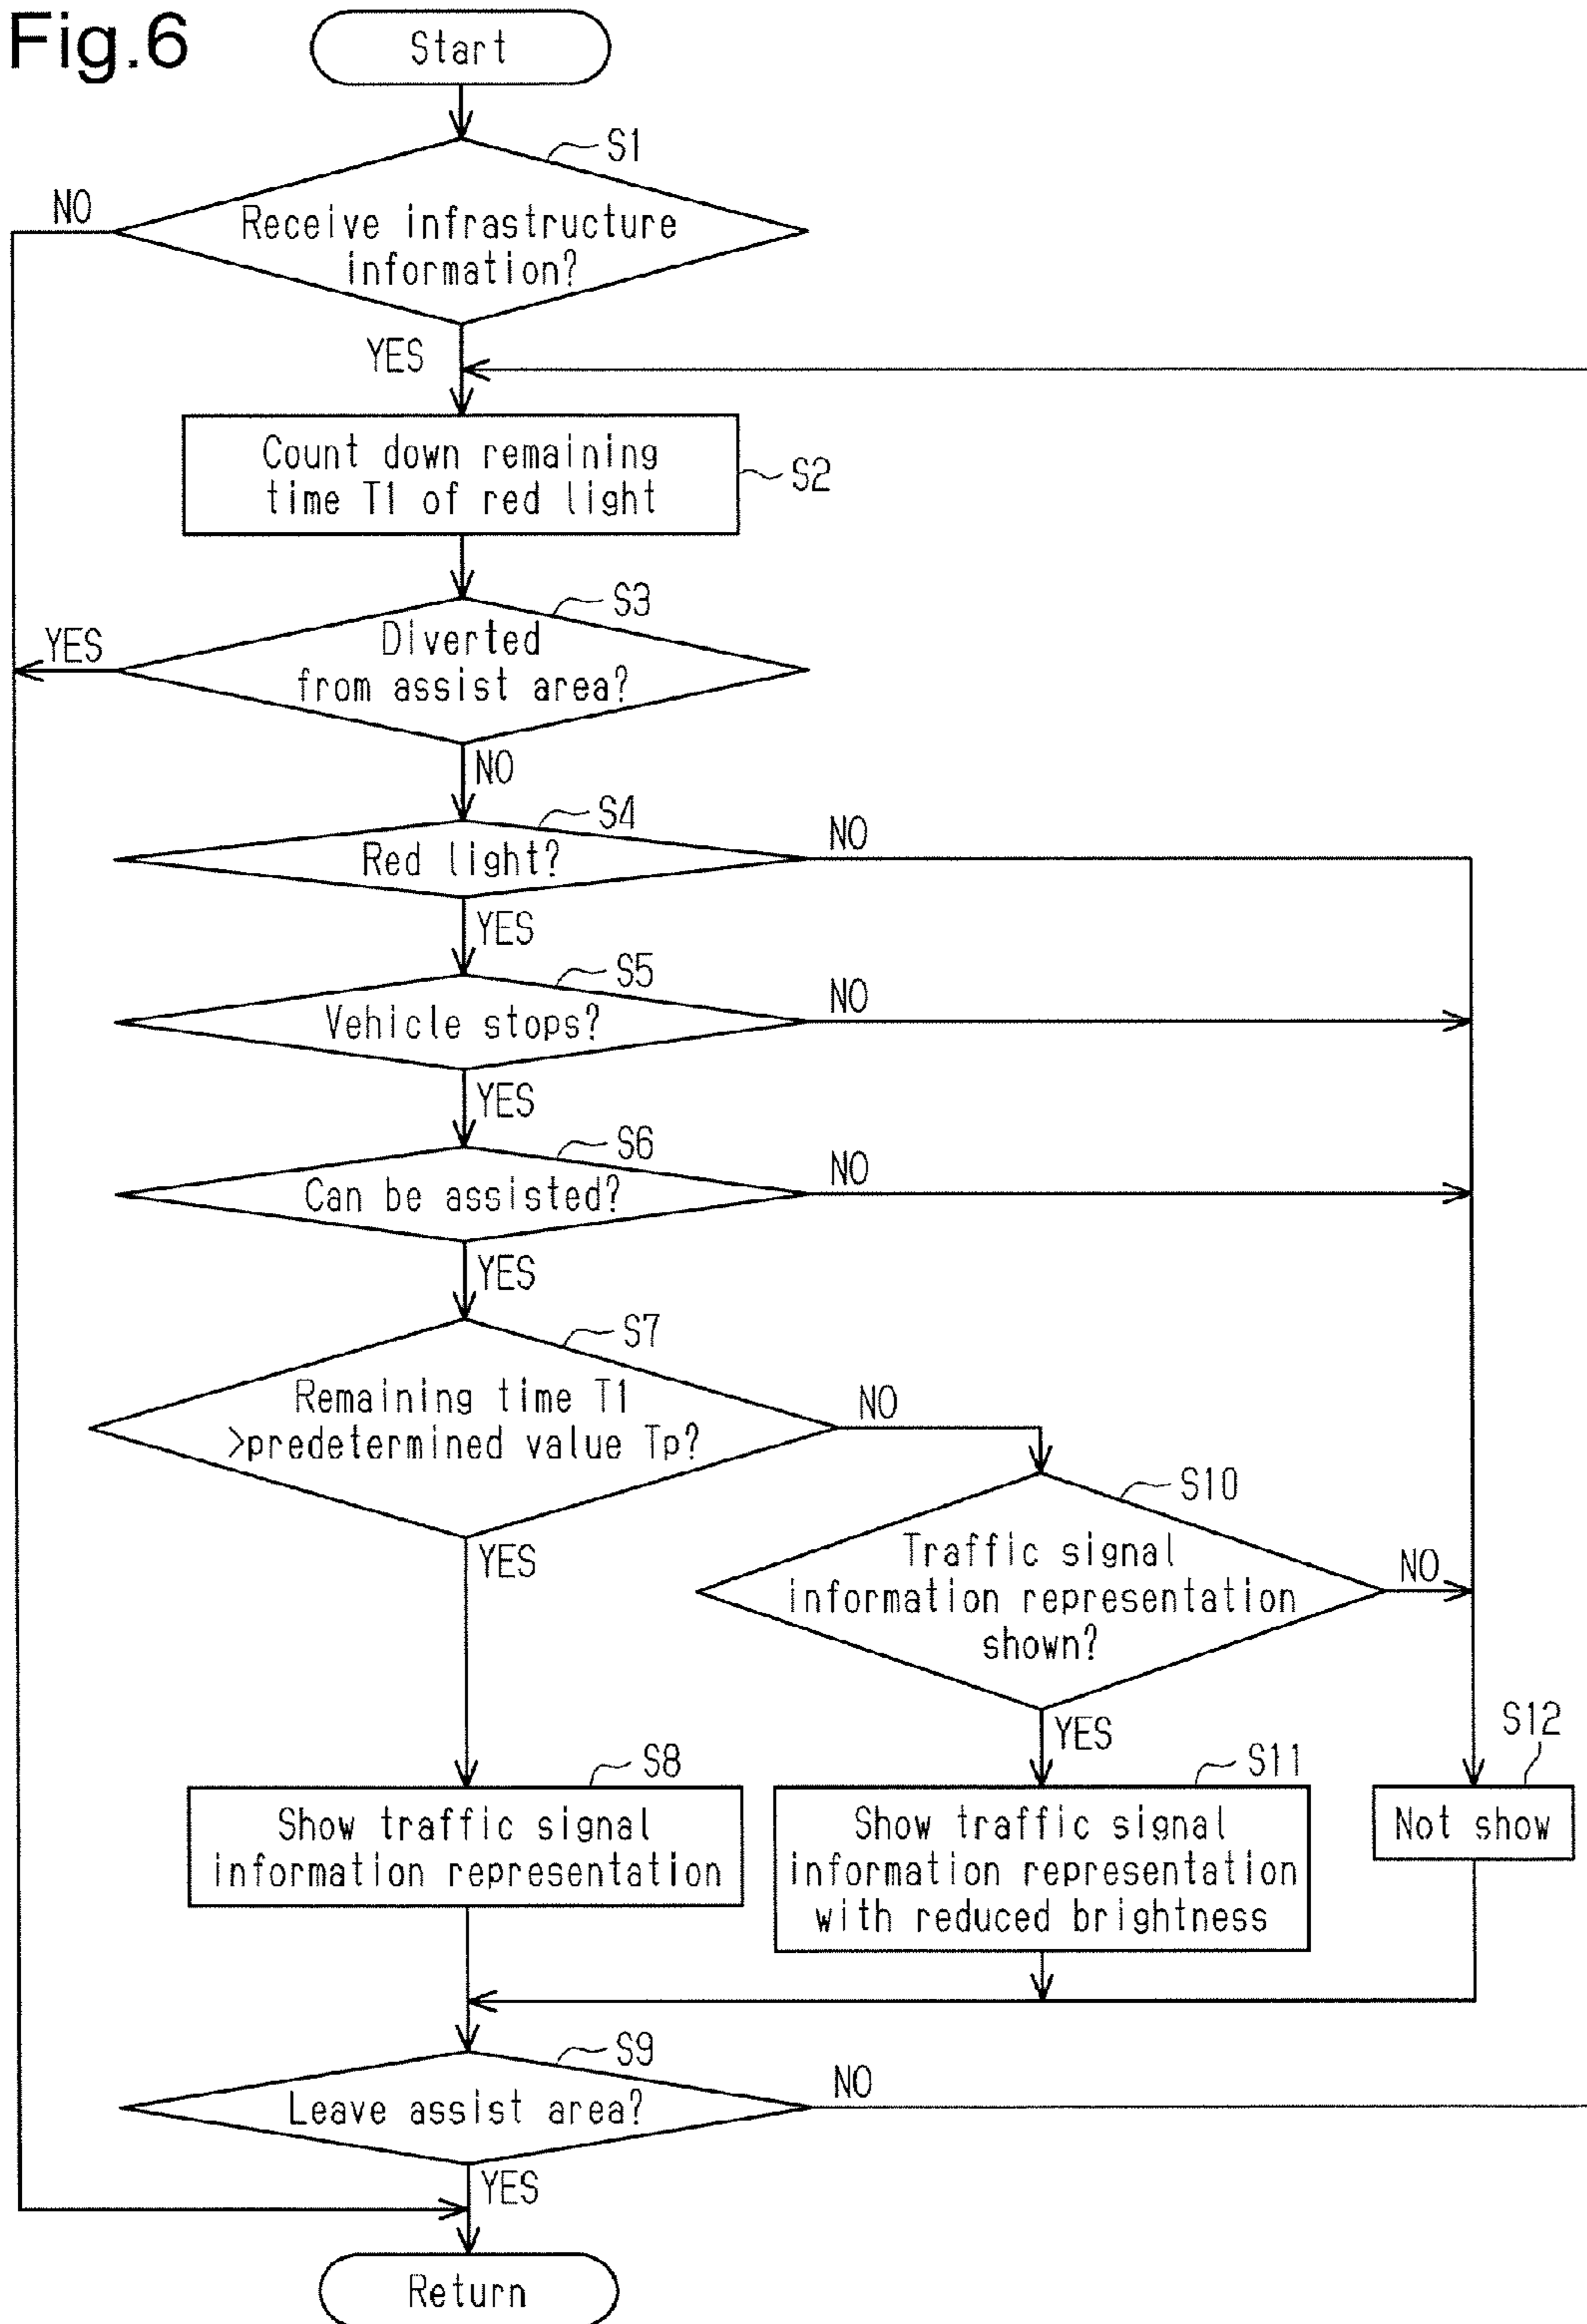 Fig.6
Start
S1
NO
Receive infrastructure
information?
YES
Count down remaining
time T1 of red light
S2
S3
YES
Diverted
from assist area?
NO
S4
NO
Red light?
YES
S5
NO
Vehicle stops?
YES
S6
NO
Can be assisted?
YES
S7
Remaining time T1
>predetermined value Tp?
NO
S10
YES
Traffic signal
information representation
shown?
NO
YES
S12
S8
S11
Show traffic signal
information representation
Show traffic signal
information representation
with reduced brightness
Not show
S9
NO
Leave assist area?
YES
Return